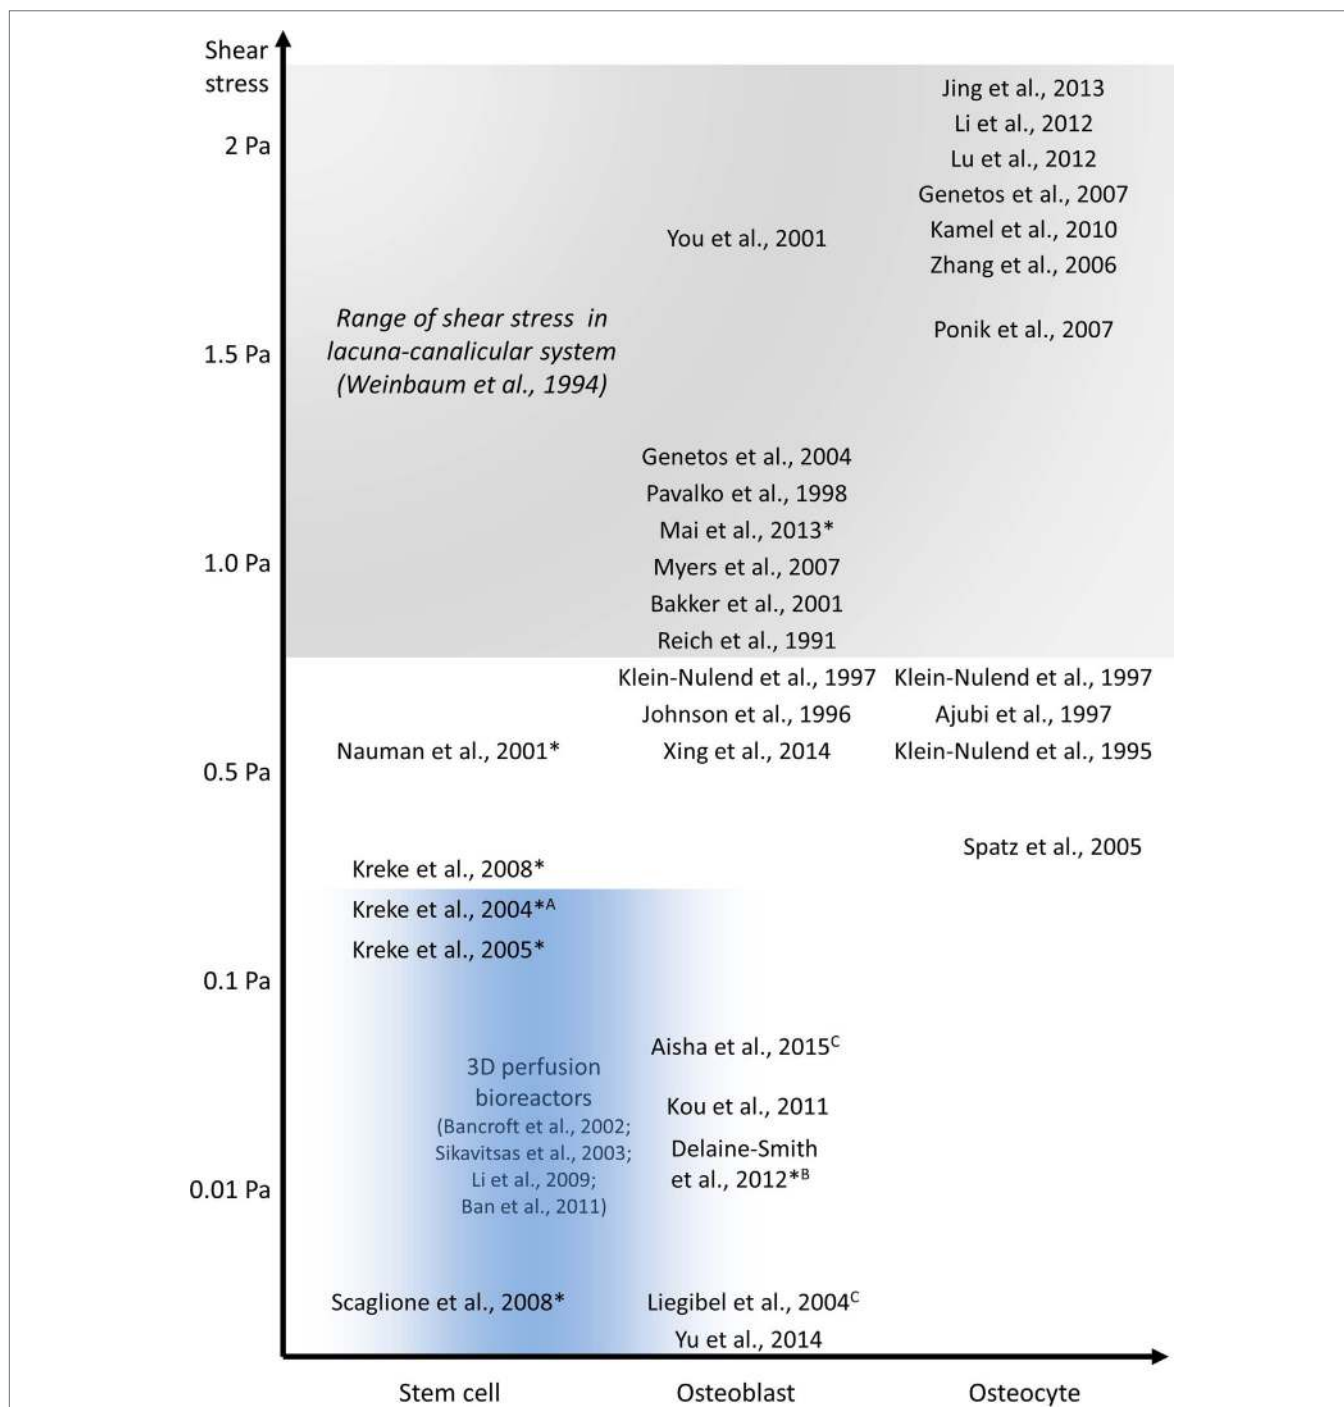 Shear
stress
2 Pa
1.5 Pa
1.0 Pa
0.5 Pa
0.1 Pa
0.01 Pa
Range of shear stress in
lacuna-canalicular system
(Weinbaum et al., 1994)
Nauman et al., 2001*
Kreke et al., 2008*
Kreke et al., 2004*A
Kreke et al., 2005*
3D perfusion
bioreactors
(Bancroft et al., 2002;
Sikavitsas et al., 2003;
Li et al., 2009;
Ban et al., 2011)
Scaglione et al., 2008*
You et al., 2001
Genetos et al., 2004
Pavalko et al., 1998
Mai et al., 2013*
Myers et al., 2007
Bakker et al., 2001
Reich et al., 1991
Klein-Nulend et al., 1997
Johnson et al., 1996
Xing et al., 2014
Aisha et al., 2015C
Kou et al., 2011
Delaine-Smith
et al., 2012*B
Liegibel et al., 2004C
Yu et al., 2014
Jing et al., 2013
Li et al., 2012
Lu et al., 2012
Genetos et al., 2007
Kamel et al., 2010
Zhang et al., 2006
Ponik et al., 2007
Klein-Nulend et al., 1997
Ajubi et al., 1997
Klein-Nulend et al., 1995
Spatz et al., 2005
Stem cell
Osteoblast
Osteocyte